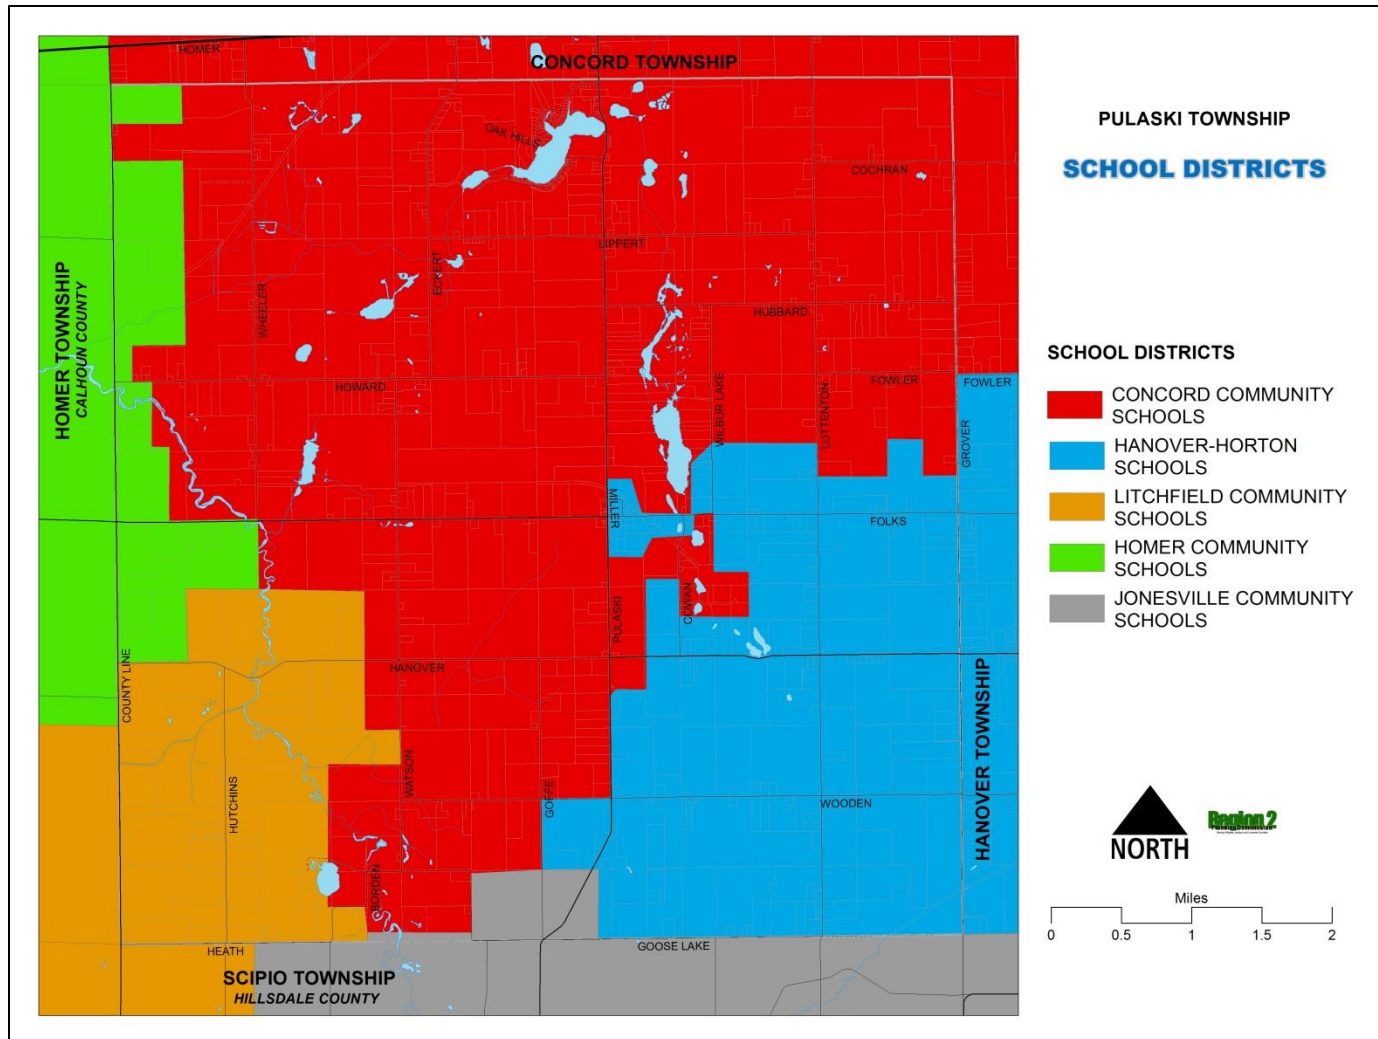 HOMER
CONCORD TOWNSHIP
OAK HILLS
COCHRAN
LIPPERT
ECKERT
WHEELER
HUBBARD
HOMER TOWNSHIP
CALHOUN COUNTY
HOWARD
WILBUR LAKE
LUTTENTON
FOWLER
FOWLER
GROVER
MILLER
FOLKS
COWAN
PULASKI
HANOVER
COUNTY LINE
HANOVER TOWNSHIP
WATSON
GOFFE
HUTCHINS
WOODEN
BORDEN
HEATH
GOOSE LAKE
SCIPIO TOWNSHIP
HILLSDALE COUNTY
PULASKI TOWNSHIP
SCHOOL DISTRICTS
SCHOOL DISTRICTS
CONCORD COMMUNITY
SCHOOLS
HANOVER-HORTON
SCHOOLS
LITCHFIELD COMMUNITY
SCHOOLS
HOMER COMMUNITY
SCHOOLS
JONESVILLE COMMUNITY
SCHOOLS
NORTH
Region 2
Miles
0 0.5 1 1.5 2